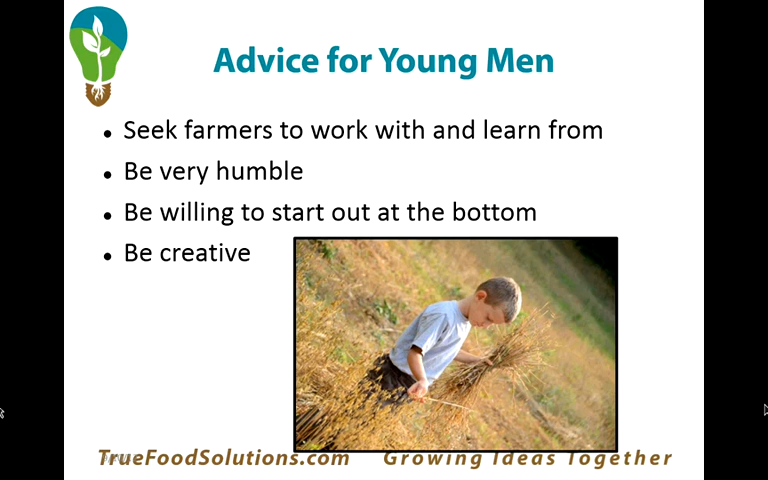 Advice for Young Men
• Seek farmers to work with and learn from
• Be very humble
• Be willing to start out at the bottom
• Be creative
TrueFoodSolutions.com Growing Ideas Together